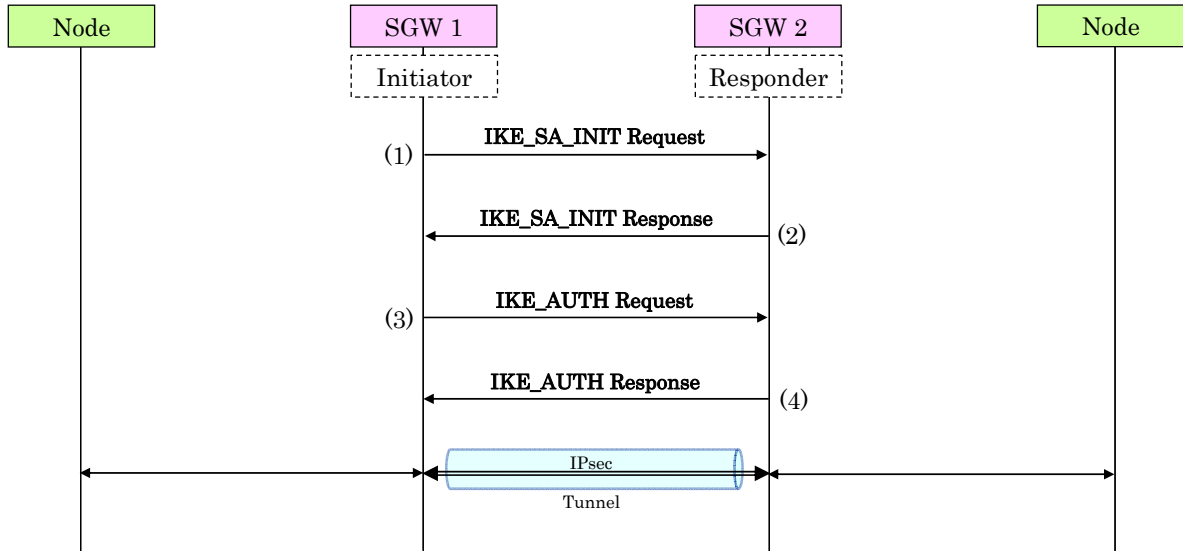 Node
SGW 1
SGW 2
Node
Initiator
Responder
IKE_SA_INIT Request
(1)
IKE_SA_INIT Response
(2)
IKE_AUTH Request
(3)
IKE_AUTH Response
(4)
IPsec
Tunnel